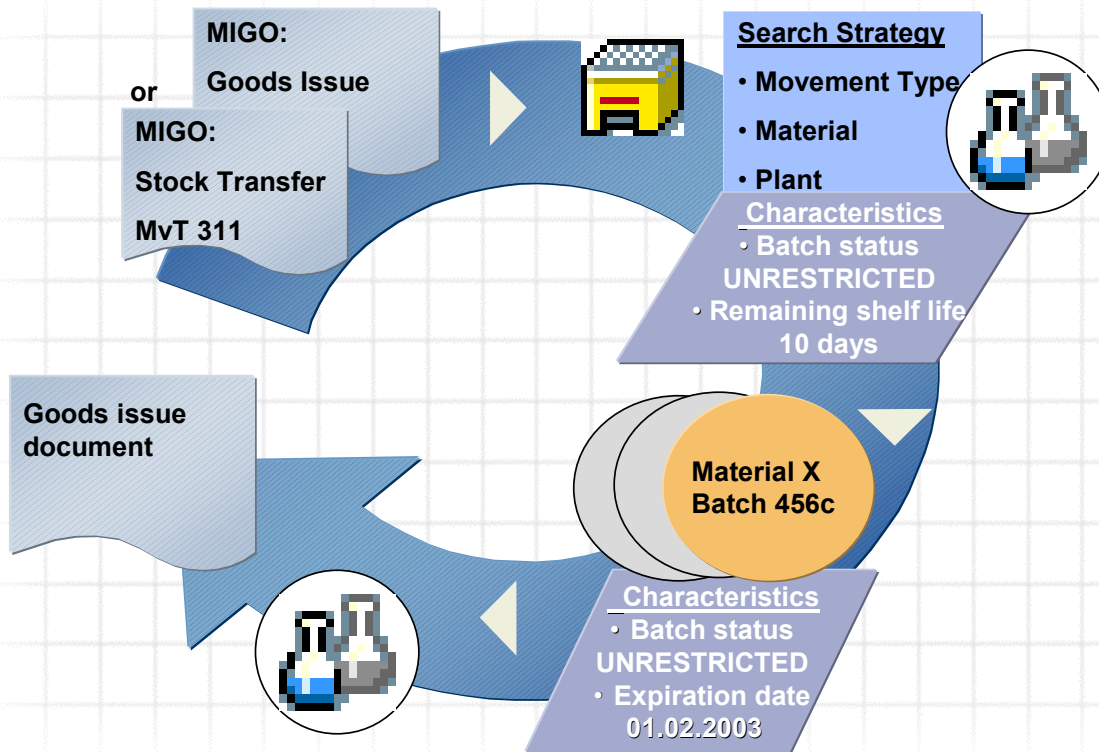 MIGO:
Goods Issue
or
MIGO:
Stock Transfer
MvT 311
Search Strategy
• Movement Type
• Material
• Plant
Characteristics
• Batch status
UNRESTRICTED
• Remaining shelf life
10 days
Material X
Batch 456c
Characteristics
• Batch status
UNRESTRICTED
• Expiration date
01.02.2003
Goods issue
document